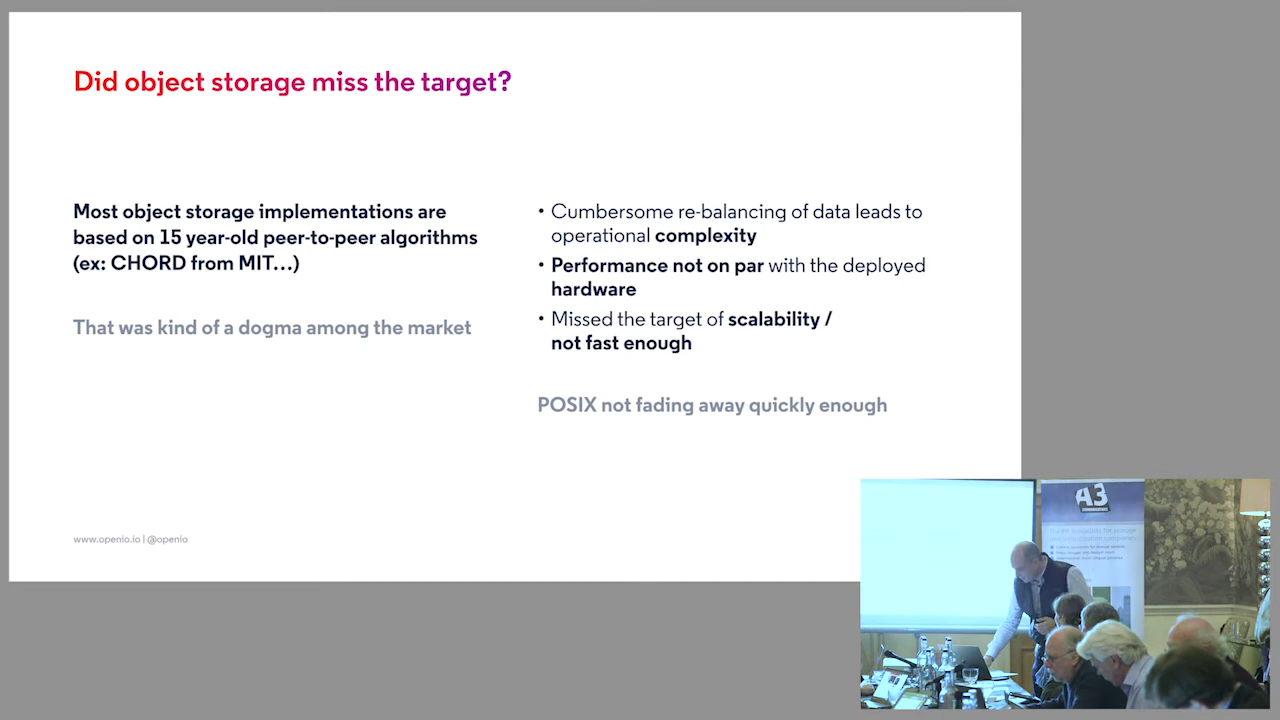 Did object storage miss the target?
Most object storage implementations are
based on 15 year-old peer-to-peer algorithms
(ex: CHORD from MIT…)
That was kind of a dogma among the market
• Cumbersome re-balancing of data leads to
operational complexity
• Performance not on par with the deployed
hardware
• Missed the target of scalability /
not fast enough
POSIX not fading away quickly enough
www.openio.io | @openio
A3